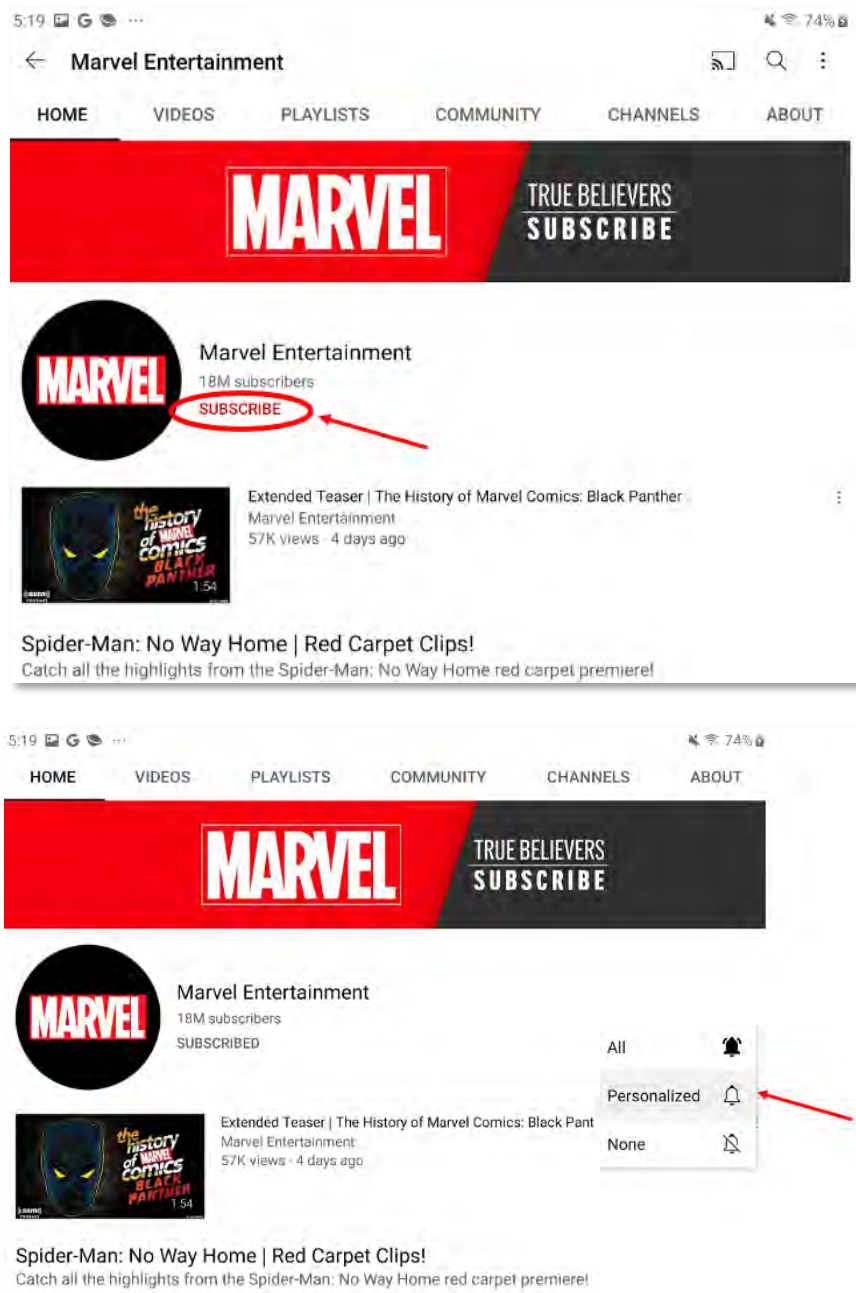 5:19 G ... 74%
Marvel Entertainment
HOME VIDEOS PLAYLISTS COMMUNITY CHANNELS ABOUT
MARVEL TRUE BELIEVERS
SUBSCRIBE
MARVEL
Marvel Entertainment
18M subscribers
SUBSCRIBE
the history of MARVEL comics BLACK PANTHER
1:54
Extended Teaser | The History of Marvel Comics: Black Panther
Marvel Entertainment
57K views · 4 days ago
Spider-Man: No Way Home | Red Carpet Clips!
Catch all the highlights from the Spider-Man: No Way Home red carpet premiere!
5:19 G ... 74%
HOME VIDEOS PLAYLISTS COMMUNITY CHANNELS ABOUT
MARVEL TRUE BELIEVERS
SUBSCRIBE
MARVEL
Marvel Entertainment
18M subscribers
SUBSCRIBED
All
Personalized
None
the history of MARVEL comics BLACK PANTHER
1:54
Extended Teaser | The History of Marvel Comics: Black Pant
Marvel Entertainment
57K views · 4 days ago
Spider-Man: No Way Home | Red Carpet Clips!
Catch all the highlights from the Spider-Man: No Way Home red carpet premiere!